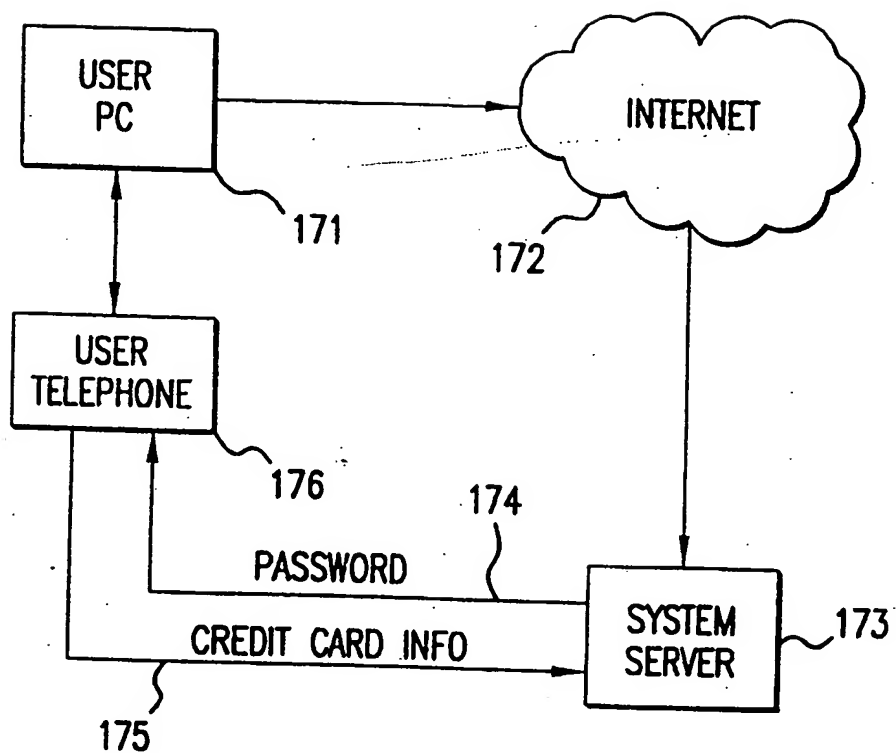 USER
PC
INTERNET
171
172
USER
TELEPHONE
176
174
PASSWORD
SYSTEM
SERVER
173
CREDIT CARD INFO
175